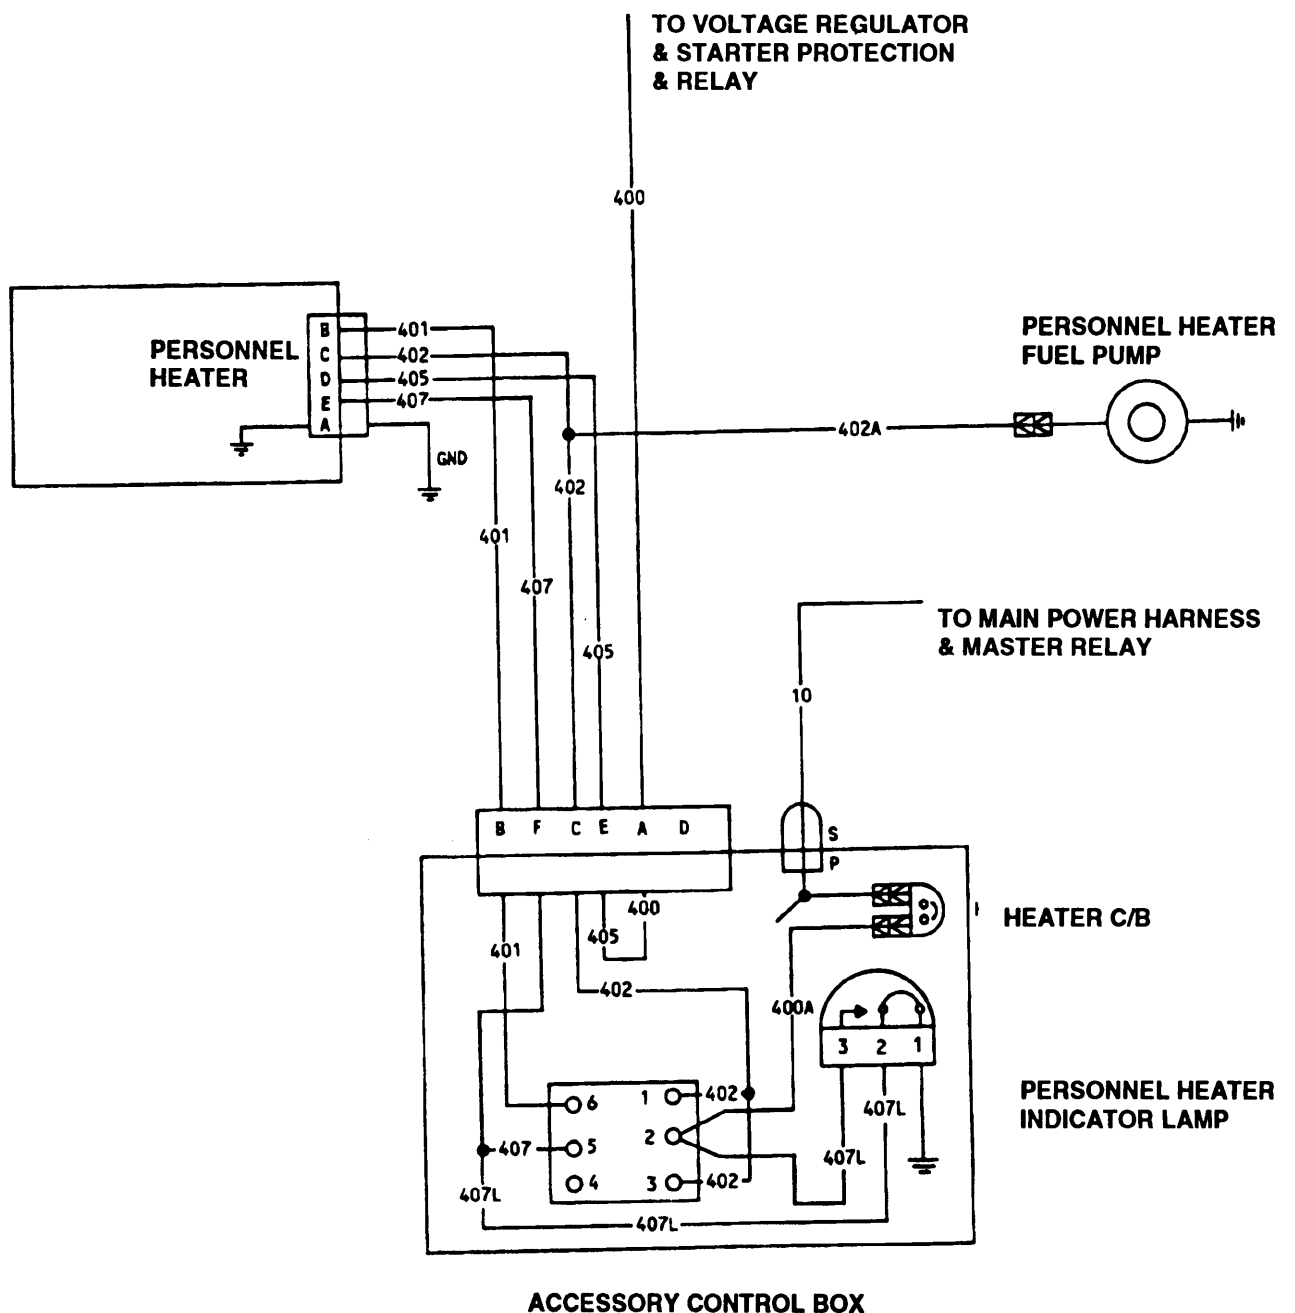 TO VOLTAGE REGULATOR
& STARTER PROTECTION
& RELAY
400
PERSONNEL
HEATER
B
C
D
E
A
401
402
405
407
GND
PERSONNEL HEATER
FUEL PUMP
402A
402
401
407
405
TO MAIN POWER HARNESS
& MASTER RELAY
10
B F C E A D
S
P
400
405
401
402
HEATER C/B
400A
3 2 1
PERSONNEL HEATER
INDICATOR LAMP
407L
407L
6
5
4
1
2
3
402
402
407
407L
407L
ACCESSORY CONTROL BOX